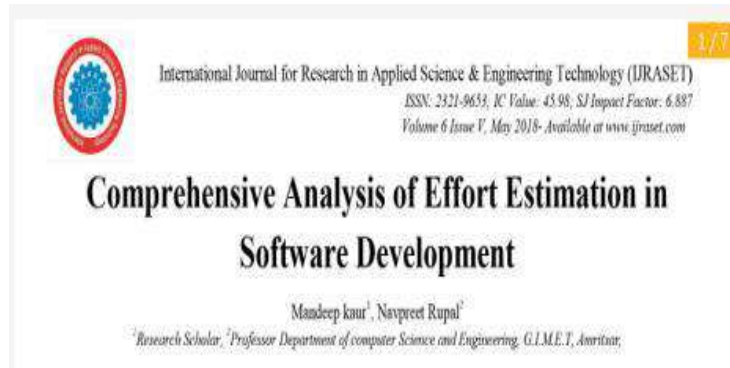 1/7
International Journal for Research in Applied Science & Engineering Technology (IJRASET)
ISSN: 2321-9653, IC Value: 45.98, SJ Impact Factor: 6.887
Volume 6 Issue V, May 2018- Available at www.ijraset.com
Comprehensive Analysis of Effort Estimation in
Software Development
Mandeep kaur¹, Navpreet Rupal²
¹Research Scholar, ²Professor Department of computer Science and Engineering, G.I.M.E.T, Amritsar,